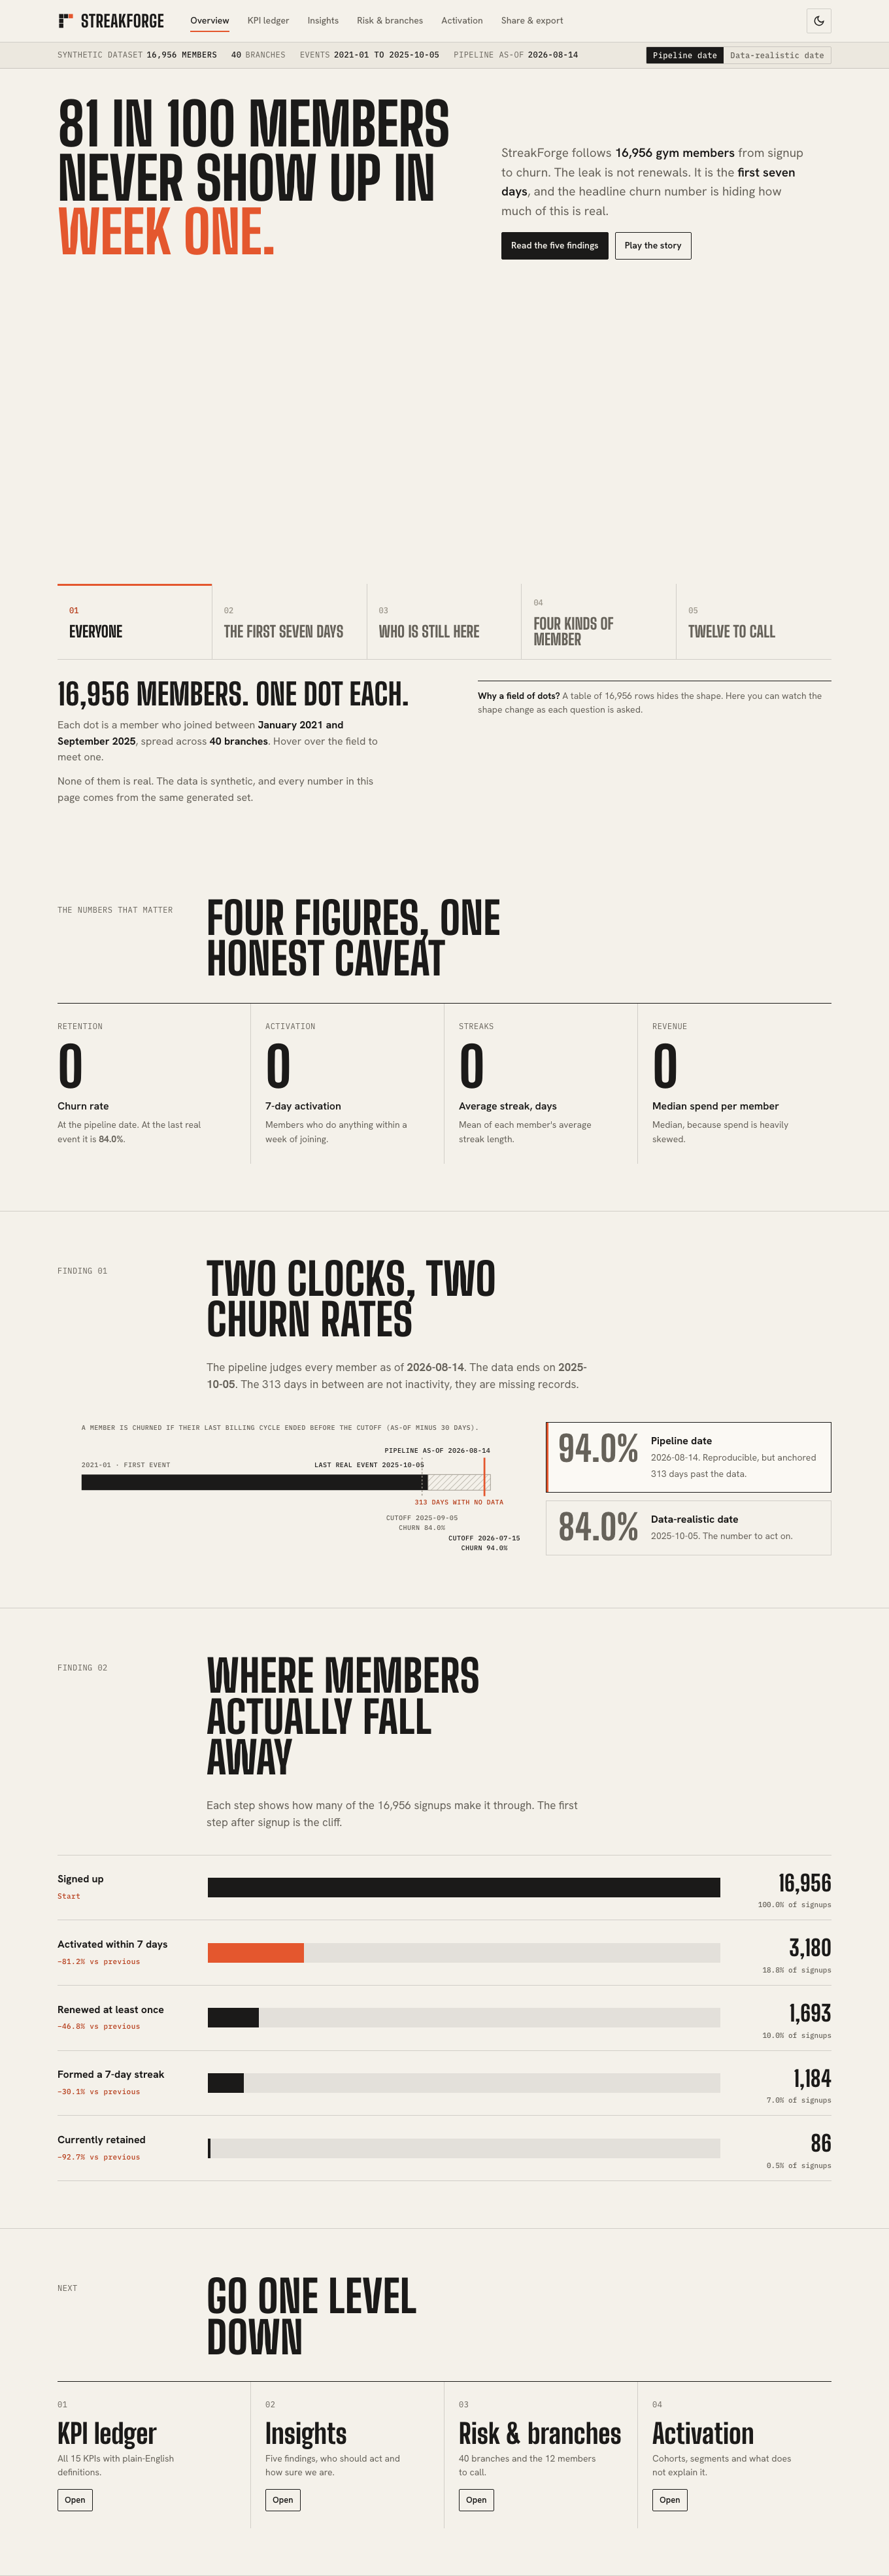 STREAKFORGE
Overview
KPI ledger
Insights
Risk & branches
Activation
Share & export
SYNTHETIC DATASET 16,956 MEMBERS
40 BRANCHES
EVENTS 2021-01 TO 2025-10-05
PIPELINE AS-OF 2026-08-14
Pipeline date
Data-realistic date
81 IN 100 MEMBERS
NEVER SHOW UP IN
WEEK ONE.
StreakForge follows 16,956 gym members from signup
to churn. The leak is not renewals. It is the first seven
days, and the headline churn number is hiding how
much of this is real.
Read the five findings
Play the story
01
EVERYONE
02
THE FIRST SEVEN DAYS
03
WHO IS STILL HERE
04
FOUR KINDS OF
MEMBER
05
TWELVE TO CALL
16,956 MEMBERS. ONE DOT EACH.
Each dot is a member who joined between January 2021 and
September 2025, spread across 40 branches. Hover over the field to
meet one.
None of them is real. The data is synthetic, and every number in this
page comes from the same generated set.
Why a field of dots? A table of 16,956 rows hides the shape. Here you can watch the
shape change as each question is asked.
THE NUMBERS THAT MATTER
FOUR FIGURES, ONE
HONEST CAVEAT
RETENTION
0
Churn rate
At the pipeline date. At the last real
event it is 84.0%.
ACTIVATION
0
7-day activation
Members who do anything within a
week of joining.
STREAKS
0
Average streak, days
Mean of each member's average
streak length.
REVENUE
0
Median spend per member
Median, because spend is heavily
skewed.
FINDING 01
TWO CLOCKS, TWO
CHURN RATES
The pipeline judges every member as of 2026-08-14. The data ends on 2025-
10-05. The 313 days in between are not inactivity, they are missing records.
A MEMBER IS CHURNED IF THEIR LAST BILLING CYCLE ENDED BEFORE THE CUTOFF (AS-OF MINUS 30 DAYS).
PIPELINE AS-OF 2026-08-14
2021-01 · FIRST EVENT
LAST REAL EVENT 2025-10-05
313 DAYS WITH NO DATA
CUTOFF 2025-09-05
CHURN 84.0%
CUTOFF 2026-07-15
CHURN 94.0%
94.0%
Pipeline date
2026-08-14. Reproducible, but anchored
313 days past the data.
84.0%
Data-realistic date
2025-10-05. The number to act on.
FINDING 02
WHERE MEMBERS
ACTUALLY FALL
AWAY
Each step shows how many of the 16,956 signups make it through. The first
step after signup is the cliff.
Signed up
Start
16,956
100.0% of signups
Activated within 7 days
−81.2% vs previous
3,180
18.8% of signups
Renewed at least once
−46.8% vs previous
1,693
10.0% of signups
Formed a 7-day streak
−30.1% vs previous
1,184
7.0% of signups
Currently retained
−92.7% vs previous
86
0.5% of signups
NEXT
GO ONE LEVEL
DOWN
01
KPI ledger
All 15 KPIs with plain-English
definitions.
Open
02
Insights
Five findings, who should act and
how sure we are.
Open
03
Risk & branches
40 branches and the 12 members
to call.
Open
04
Activation
Cohorts, segments and what does
not explain it.
Open